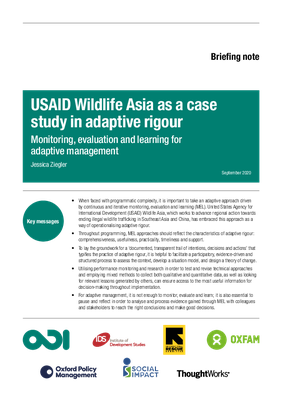 Briefing note
USAID Wildlife Asia as a case
study in adaptive rigour
Monitoring, evaluation and learning for
adaptive management
Jessica Ziegler
September 2020
Key messages
• When faced with programmatic complexity, it is important to take an adaptive approach driven
by continuous and iterative monitoring, evaluation and learning (MEL). United States Agency for
International Development (USAID) Wildlife Asia, which works to advance regional action towards
ending illegal wildlife trafficking in Southeast Asia and China, has embraced this approach as a
way of operationalising adaptive rigour.
• Throughout programming, MEL approaches should reflect the characteristics of adaptive rigour:
comprehensiveness, usefulness, practicality, timeliness and support.
• To lay the groundwork for a 'documented, transparent trail of intentions, decisions and actions' that
typifies the practice of adaptive rigour, it is helpful to facilitate a participatory, evidence-driven and
structured process to assess the context, develop a situation model, and design a theory of change.
• Utilising performance monitoring and research in order to test and review technical approaches
and employing mixed methods to collect both qualitative and quantitative data, as well as looking
for relevant lessons generated by others, can ensure access to the most useful information for
decision-making throughout implementation.
• For adaptive management, it is not enough to monitor, evaluate and learn; it is also essential to
pause and reflect in order to analyse and process evidence gained through MEL with colleagues
and stakeholders to reach the right conclusions and make good decisions.
ODI
IDS
Institute of
Development Studies
RESCUE
OXFAM
Oxford Policy
Management
SOCIAL
IMPACT
ThoughtWorks